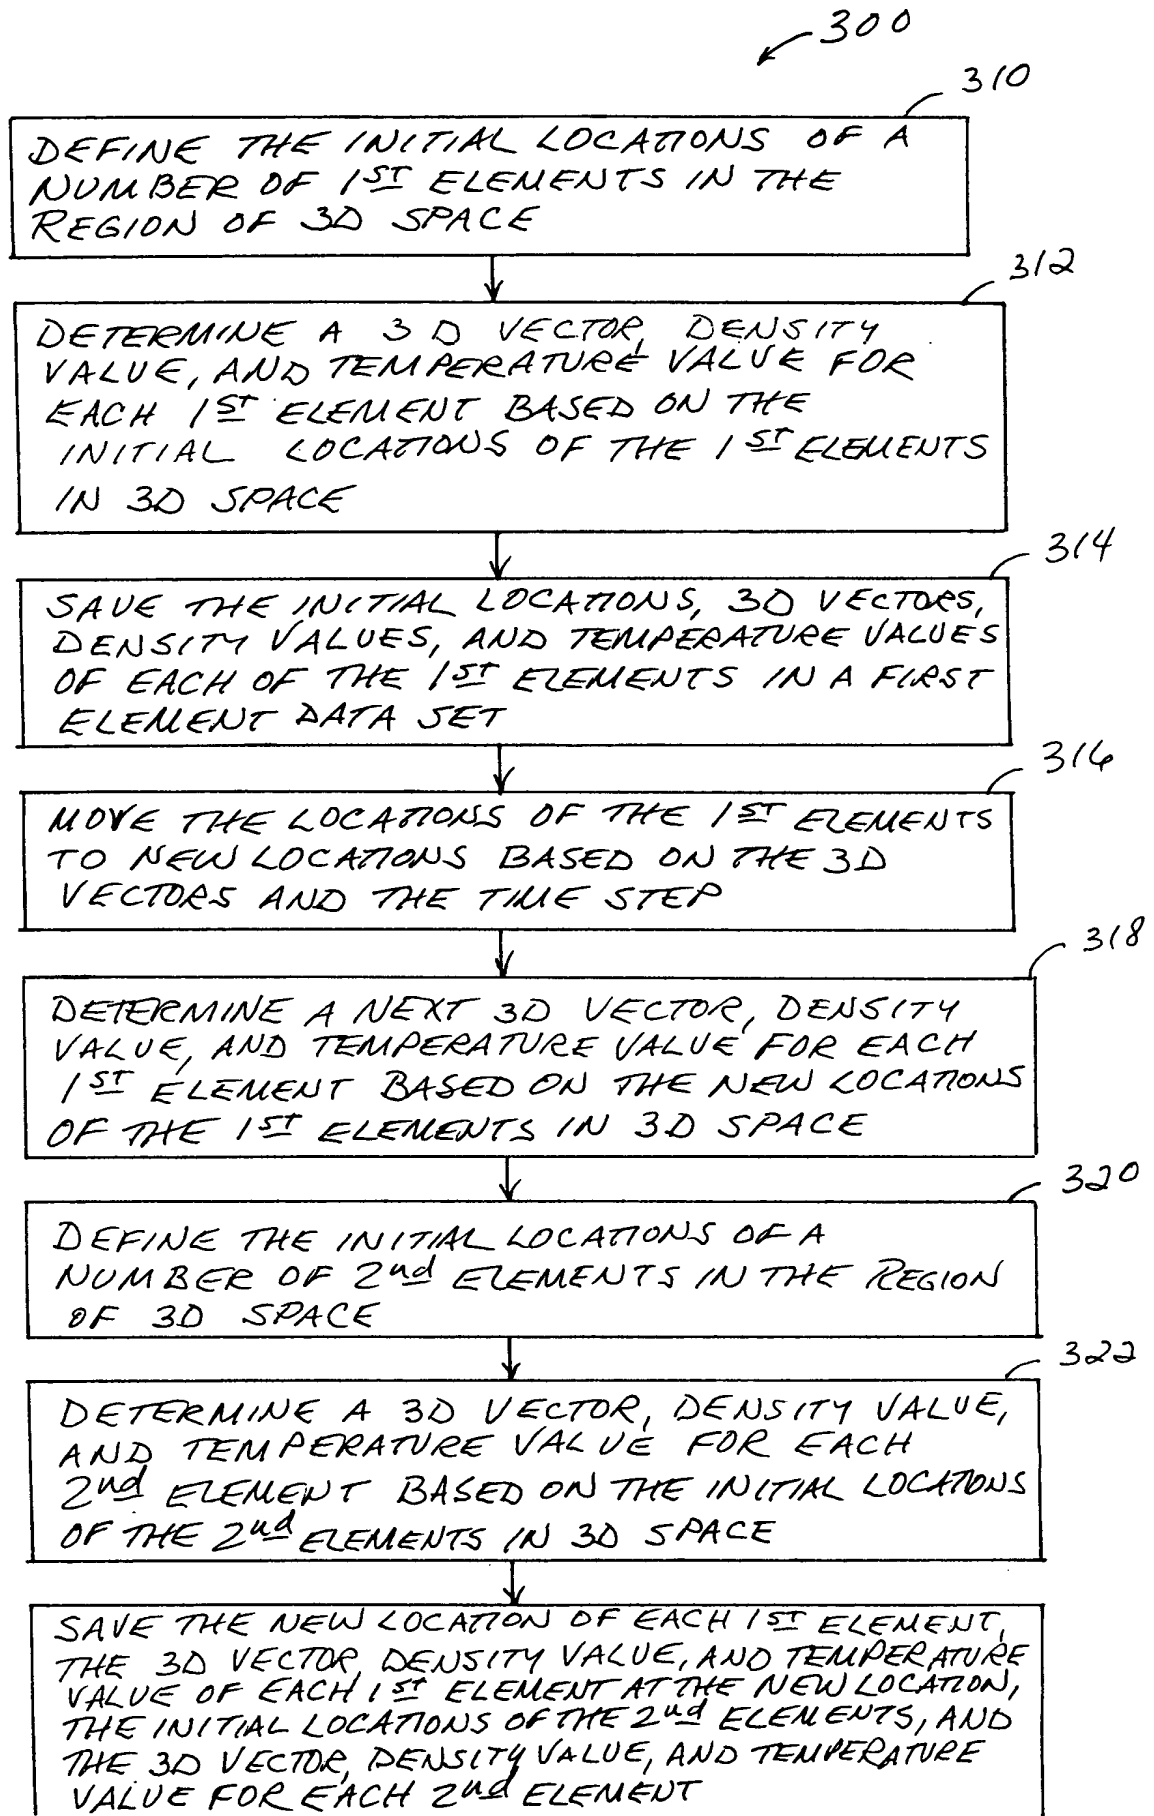 300
310
DEFINE THE INITIAL LOCATIONS OF A
NUMBER OF 1ST ELEMENTS IN THE
REGION OF 3D SPACE
312
DETERMINE A 3D VECTOR, DENSITY
VALUE, AND TEMPERATURE VALUE FOR
EACH 1ST ELEMENT BASED ON THE
INITIAL LOCATIONS OF THE 1ST ELEMENTS
IN 3D SPACE
314
SAVE THE INITIAL LOCATIONS, 3D VECTORS,
DENSITY VALUES, AND TEMPERATURE VALUES
OF EACH OF THE 1ST ELEMENTS IN A FIRST
ELEMENT DATA SET
316
MOVE THE LOCATIONS OF THE 1ST ELEMENTS
TO NEW LOCATIONS BASED ON THE 3D
VECTORS AND THE TIME STEP
318
DETERMINE A NEXT 3D VECTOR, DENSITY
VALUE, AND TEMPERATURE VALUE FOR EACH
1ST ELEMENT BASED ON THE NEW LOCATIONS
OF THE 1ST ELEMENTS IN 3D SPACE
320
DEFINE THE INITIAL LOCATIONS OF A
NUMBER OF 2nd ELEMENTS IN THE REGION
OF 3D SPACE
322
DETERMINE A 3D VECTOR, DENSITY VALUE,
AND TEMPERATURE VALUE FOR EACH
2nd ELEMENT BASED ON THE INITIAL LOCATIONS
OF THE 2nd ELEMENTS IN 3D SPACE
SAVE THE NEW LOCATION OF EACH 1ST ELEMENT,
THE 3D VECTOR, DENSITY VALUE, AND TEMPERATURE
VALUE OF EACH 1ST ELEMENT AT THE NEW LOCATION,
THE INITIAL LOCATIONS OF THE 2nd ELEMENTS, AND
THE 3D VECTOR, DENSITY VALUE, AND TEMPERATURE
VALUE FOR EACH 2nd ELEMENT